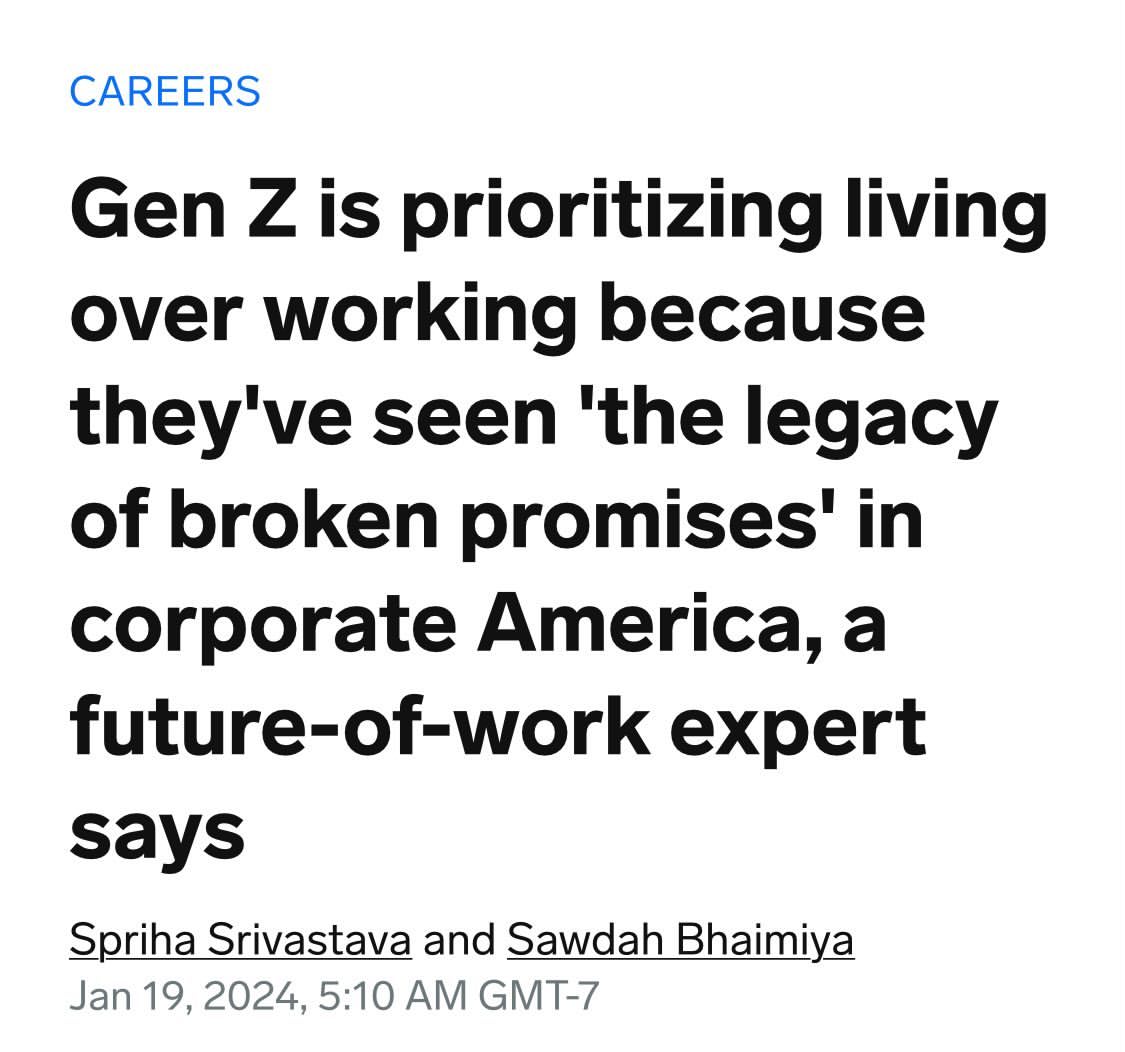 CAREERS
Gen Z is prioritizing living
over working because
they've seen 'the legacy
of broken promises' in
corporate America, a
future-of-work expert
says
Spriha Srivastava and Sawdah Bhaimiya
Jan 19, 2024, 5:10 AM GMT-7